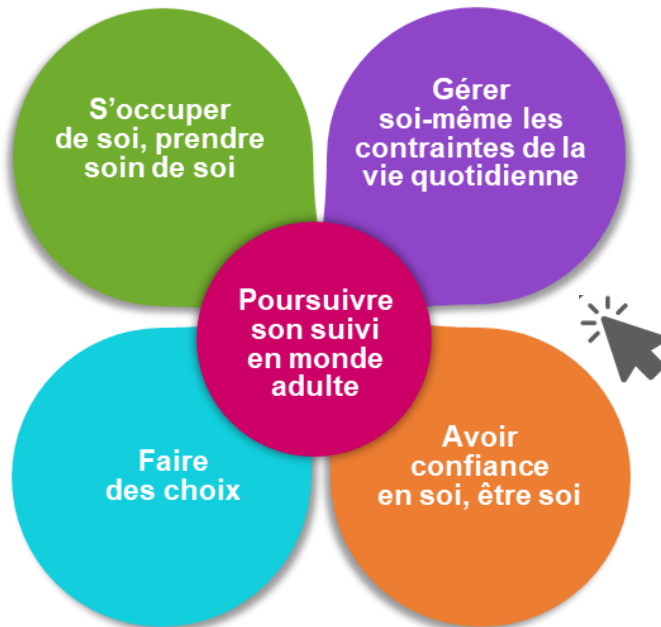 S'occuper
de soi, prendre
soin de soi
Gérer
soi-même les
contraintes de la
vie quotidienne
Poursuivre
son suivi
en monde
adulte
Faire
des choix
Avoir
confiance
en soi, être soi